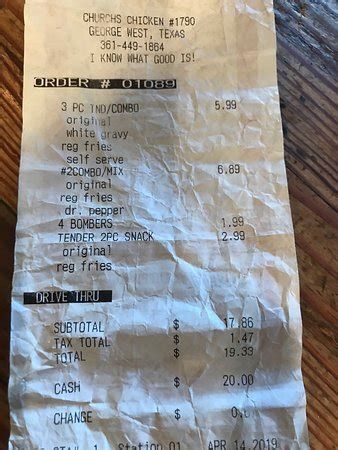 CHURCHS CHICKEN #1790
GEORGE WEST, TEXAS
361-449-1864
I KNOW WHAT GOOD IS!
ORDER # 01089
3 PC TND/COMBO 5.99
original
white gravy
reg fries
self serve
#2COMBO/MIX 6.89
original
reg fries
dr. pepper
4 BOMBERS 1.99
TENDER 2PC SNACK 2.99
original
reg fries
DRIVE THRU
SUBTOTAL $ 17.86
TAX TOTAL $ 1.47
TOTAL $ 19.33
CASH $ 20.00
CHANGE $
Station 01 APR 14,2019